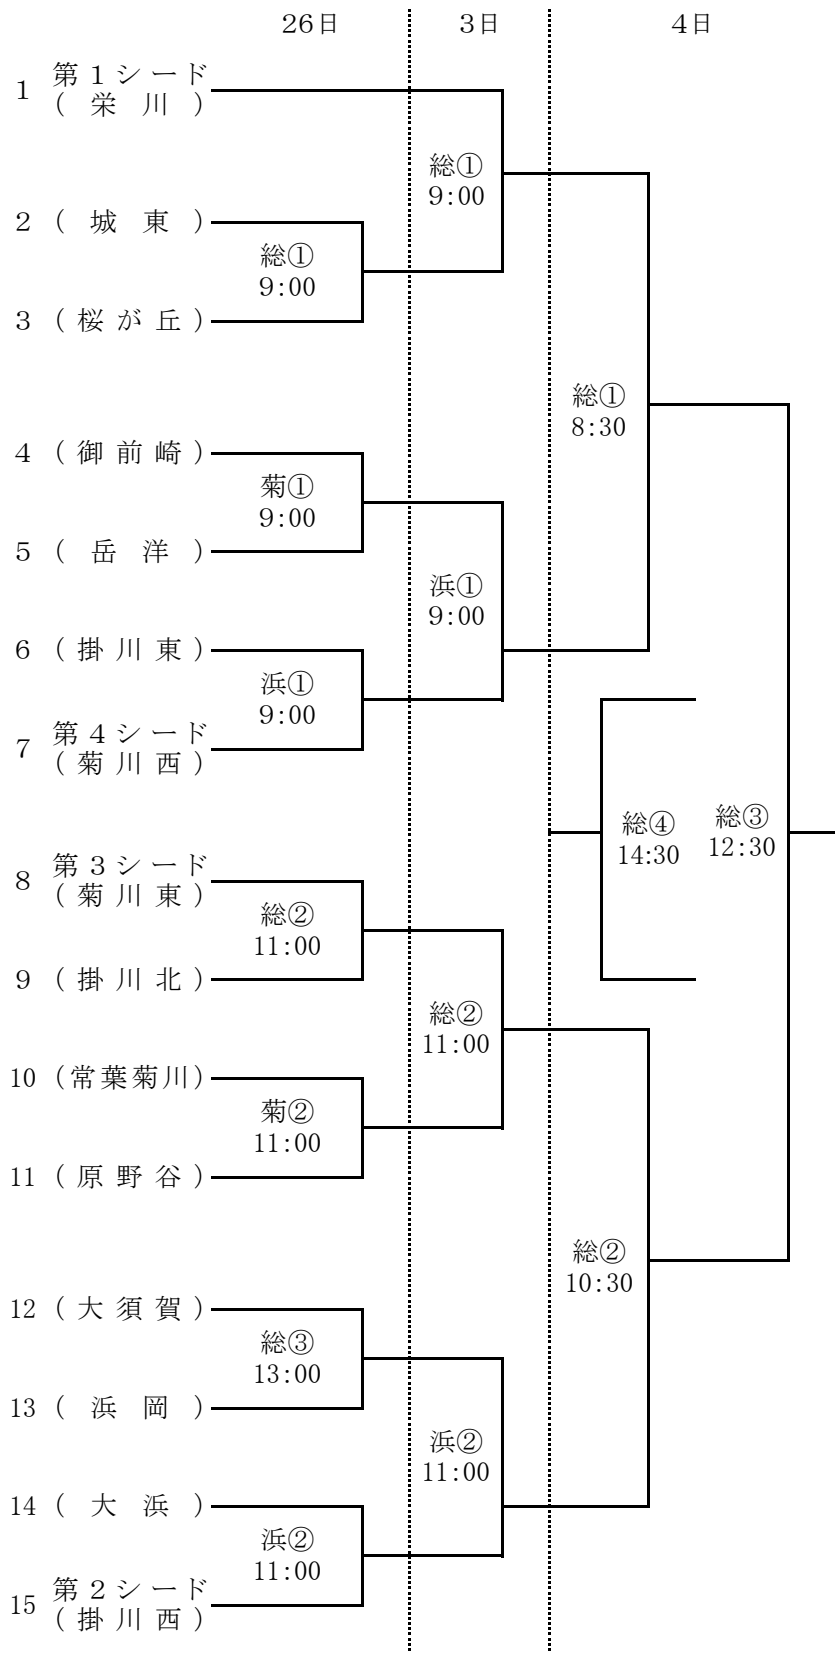 26日 3日 4日
1 第1シード
(栄川)
総①
9:00
2 (城東)
総①
9:00
3 (桜が丘)
総①
8:30
4 (御前崎)
菊①
9:00
5 (岳洋)
浜①
9:00
6 (掛川東)
浜①
9:00
7 第4シード
(菊川西)
総④
14:30
総③
12:30
8 第3シード
(菊川東)
総②
11:00
9 (掛川北)
総②
11:00
10 (常葉菊川)
菊②
11:00
11 (原野谷)
総②
10:30
12 (大須賀)
総③
13:00
13 (浜岡)
浜②
11:00
14 (大浜)
浜②
11:00
15 第2シード
(掛川西)